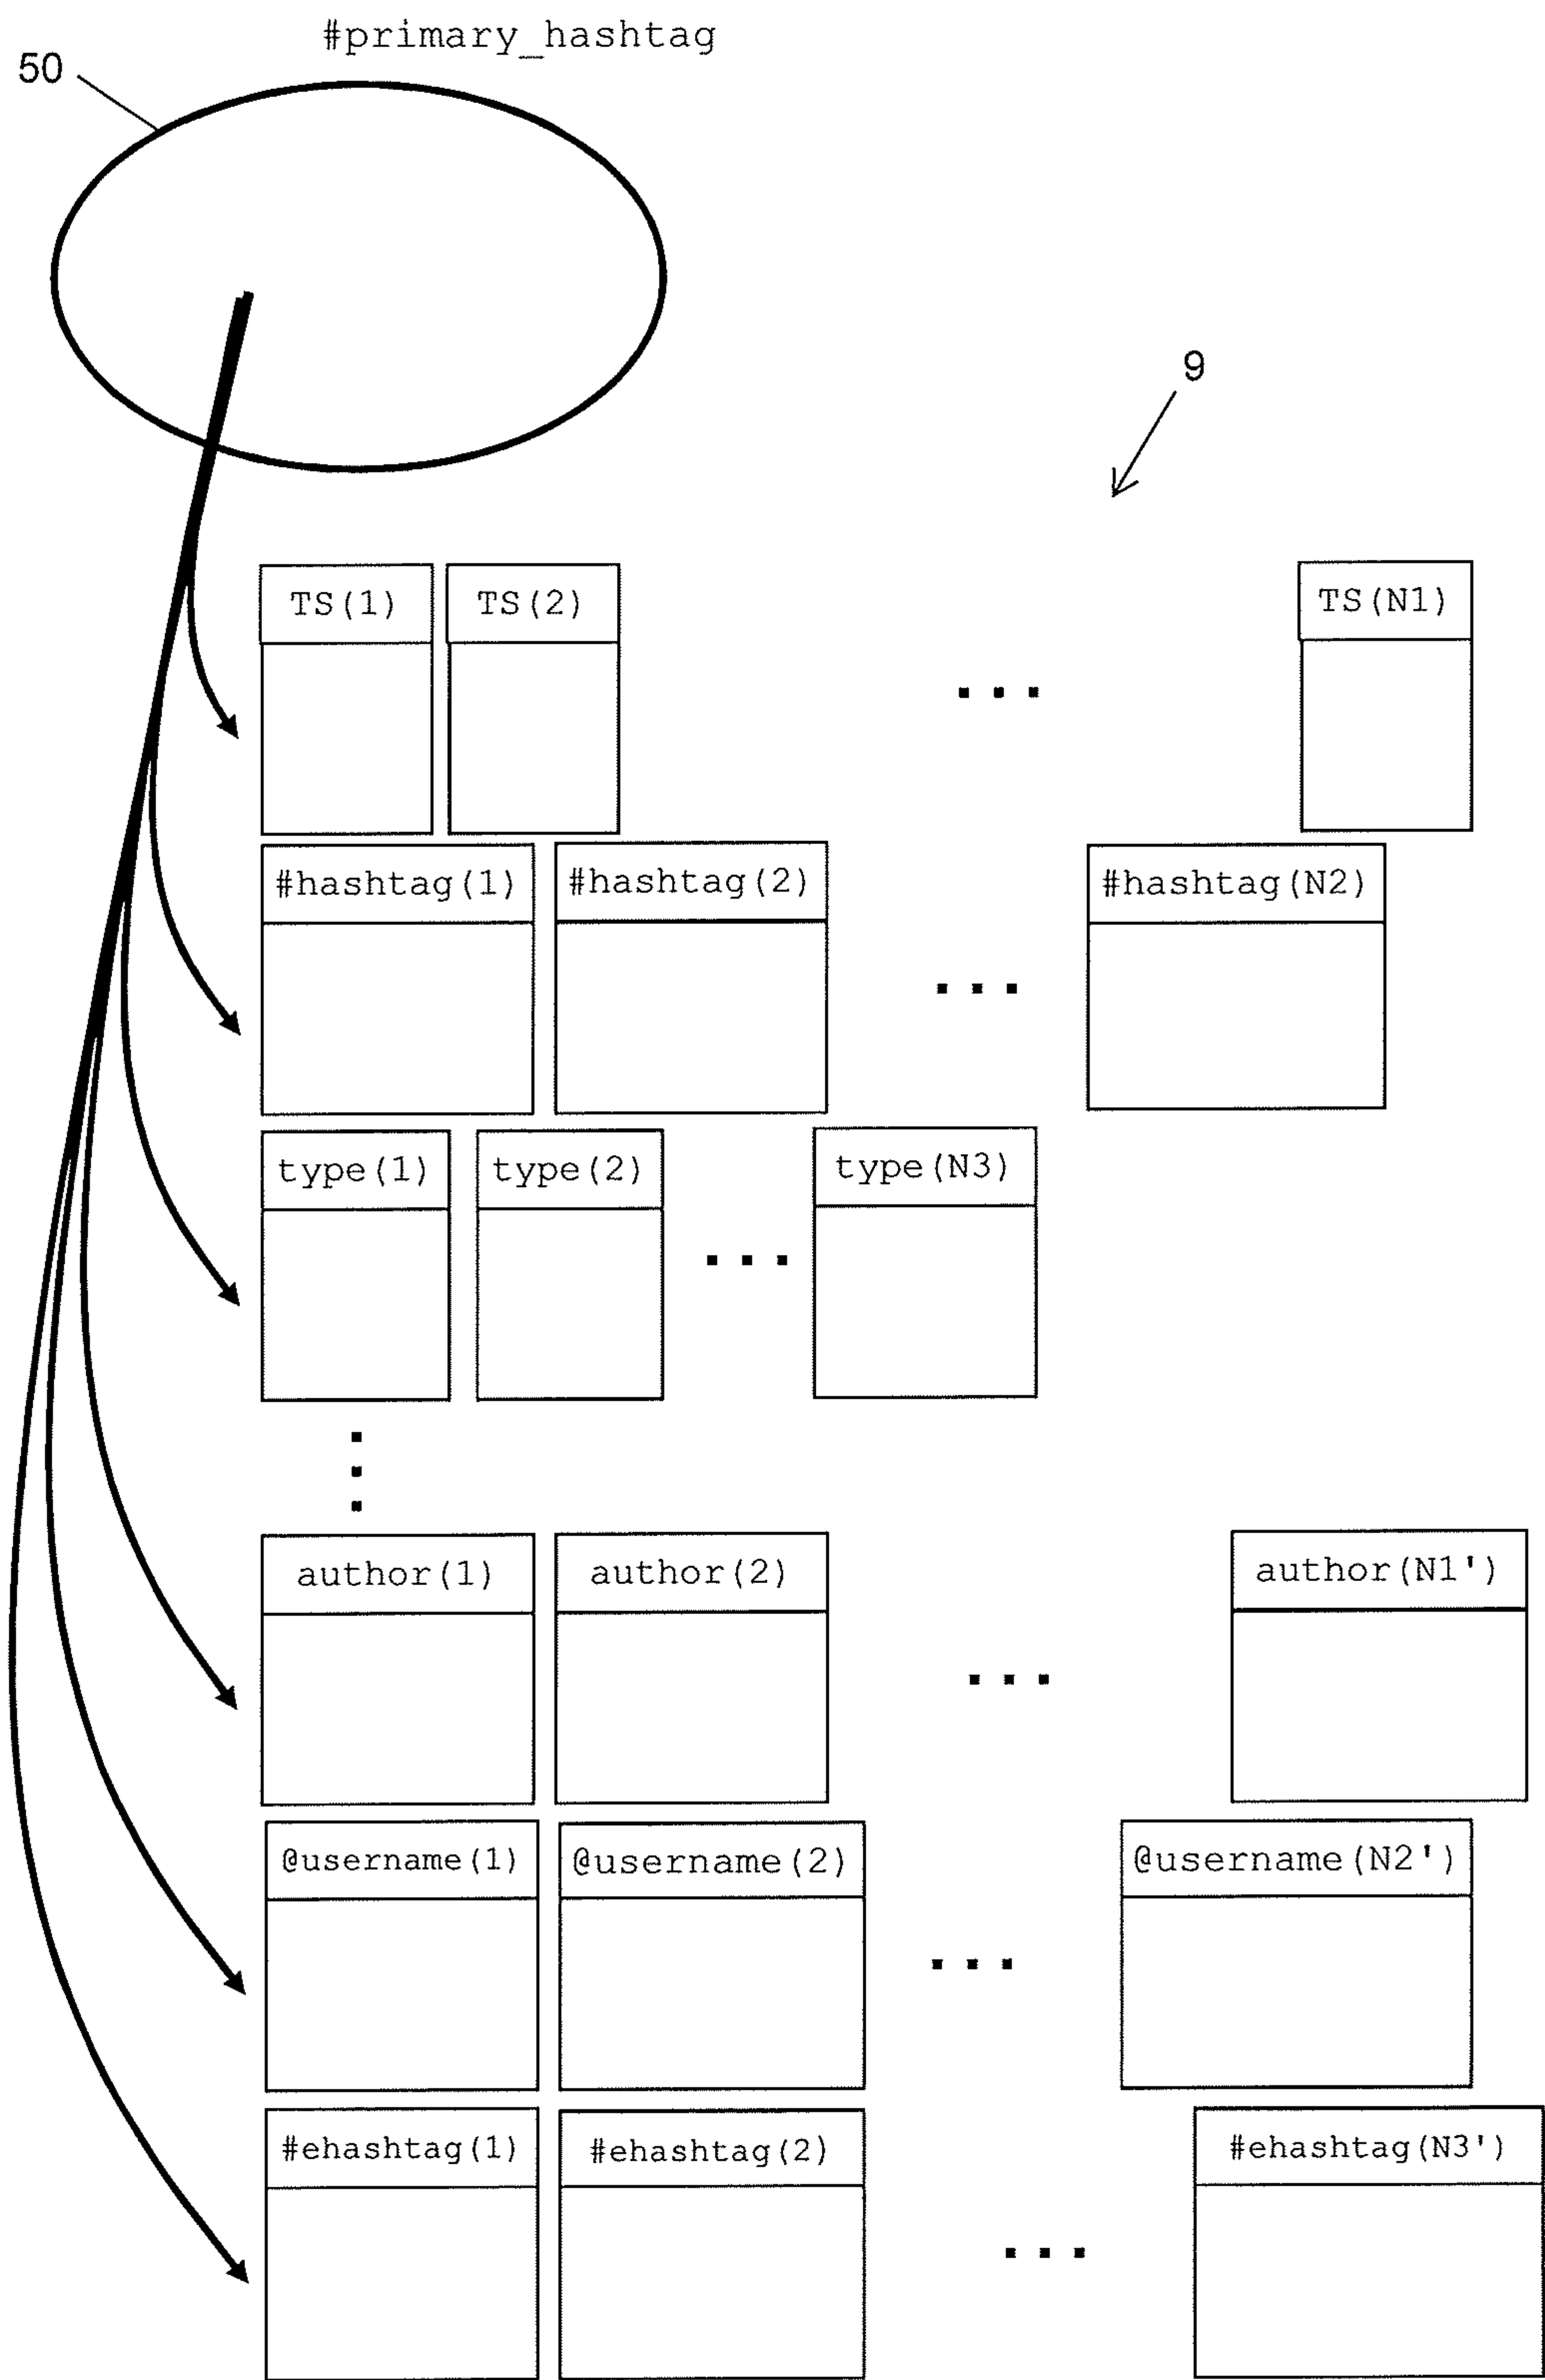 #primary_hashtag
50
9
TS(1) TS(2) ... TS(N1)
#hashtag(1) #hashtag(2) ... #hashtag(N2)
type(1) type(2) ... type(N3)
author(1) author(2) ... author(N1')
@username(1) @username(2) ... @username(N2')
#ehashtag(1) #ehashtag(2) ... #ehashtag(N3')